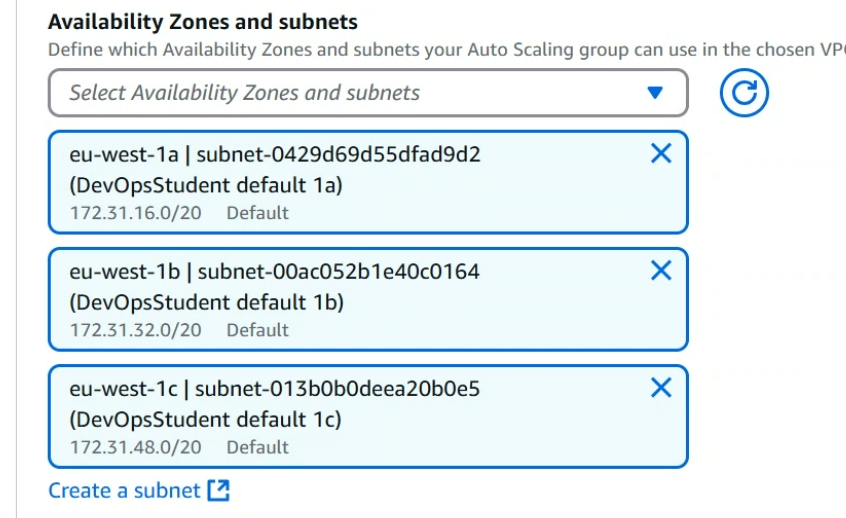 Availability Zones and subnets
Define which Availability Zones and subnets your Auto Scaling group can use in the chosen
Select Availability Zones and subnets
eu-west-1a | subnet-0429d69d55dfad9d2
(DevOpsStudent default 1a)
172.31.16.0/20 Default
eu-west-1b | subnet-00ac052b1e40c0164
(DevOpsStudent default 1b)
172.31.32.0/20 Default
eu-west-1c | subnet-013b0b0deea20b0e5
(DevOpsStudent default 1c)
172.31.48.0/20 Default
Create a subnet